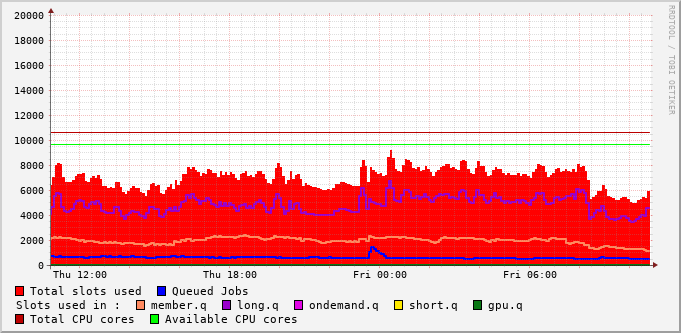 RRDTOOL / TOBI OETIKER
20000
18000
16000
14000
12000
10000
8000
6000
4000
2000
0
Thu 12:00 Thu 18:00 Fri 00:00 Fri 06:00
Total slots used Queued Jobs
Slots used in : member.q long.q ondemand.q short.q gpu.q
Total CPU cores Available CPU cores